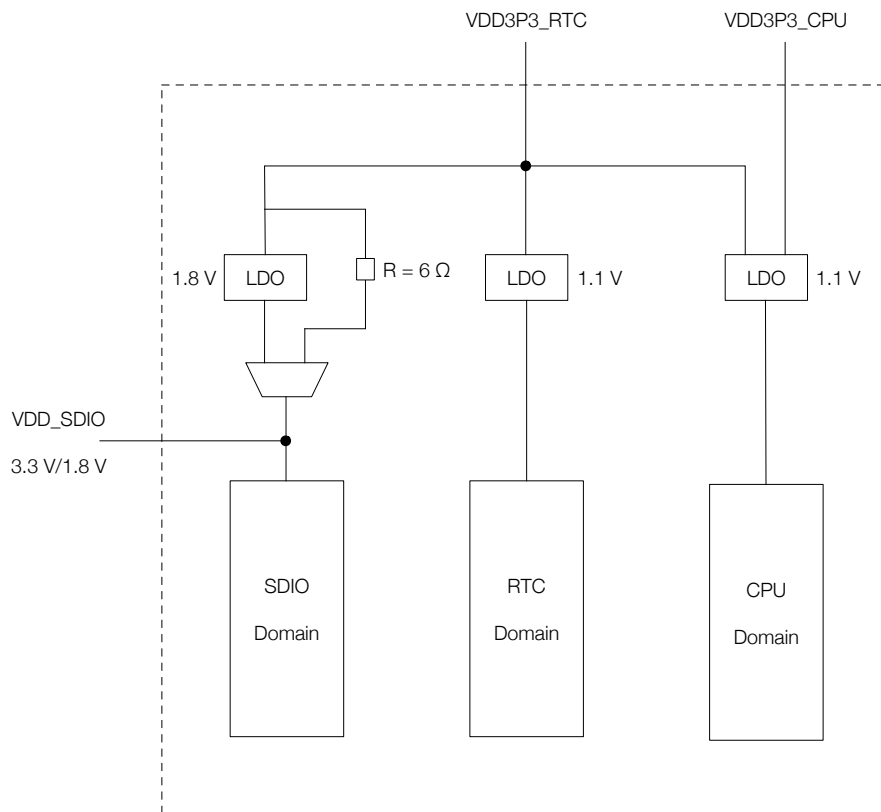 VDD3P3_RTC
VDD3P3_CPU
1.8 V
LDO
R = 6 Ω
LDO
1.1 V
LDO
1.1 V
VDD_SDIO
3.3 V/1.8 V
SDIO
Domain
RTC
Domain
CPU
Domain